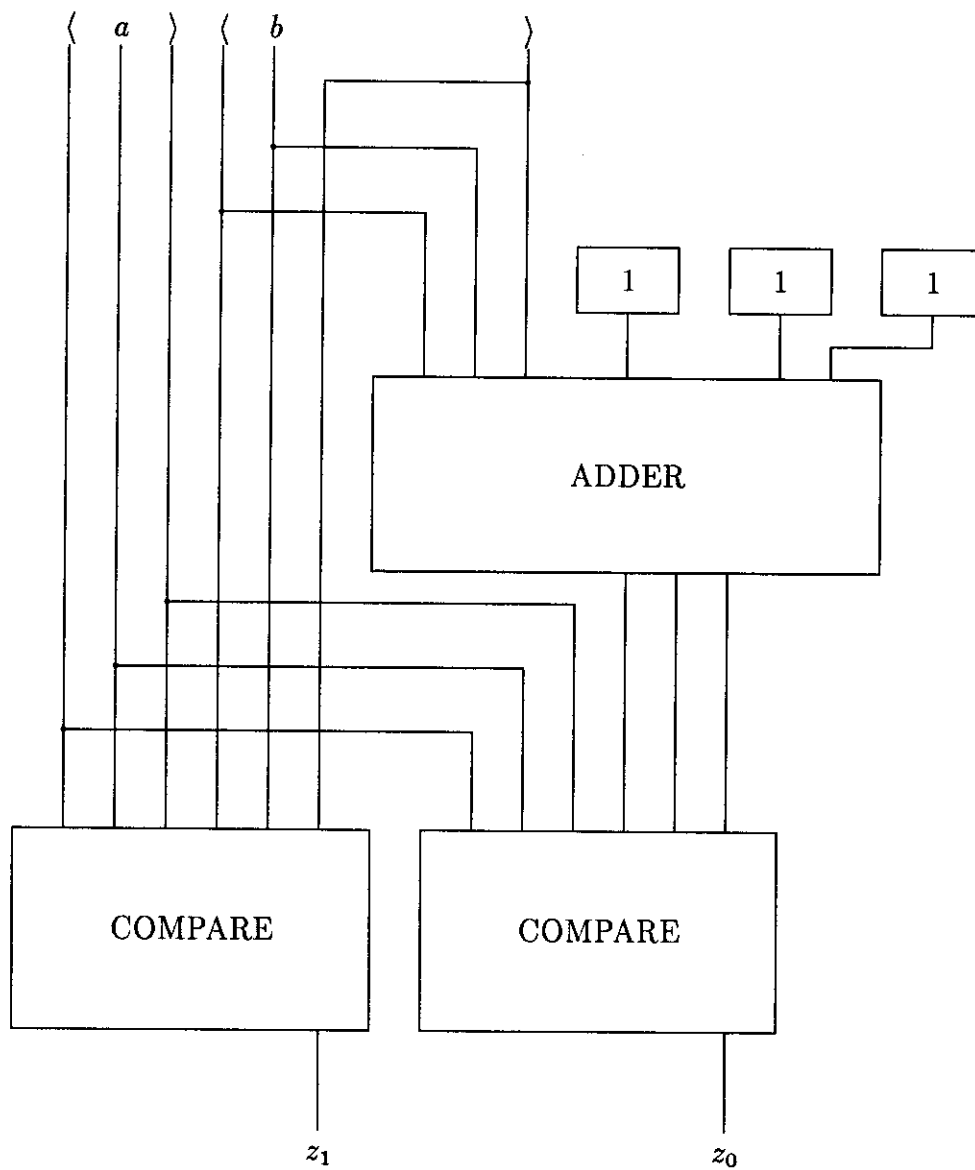 ⟨ a ⟩ ⟨ b ⟩
1 1 1
ADDER
COMPARE COMPARE
z₁ z₀